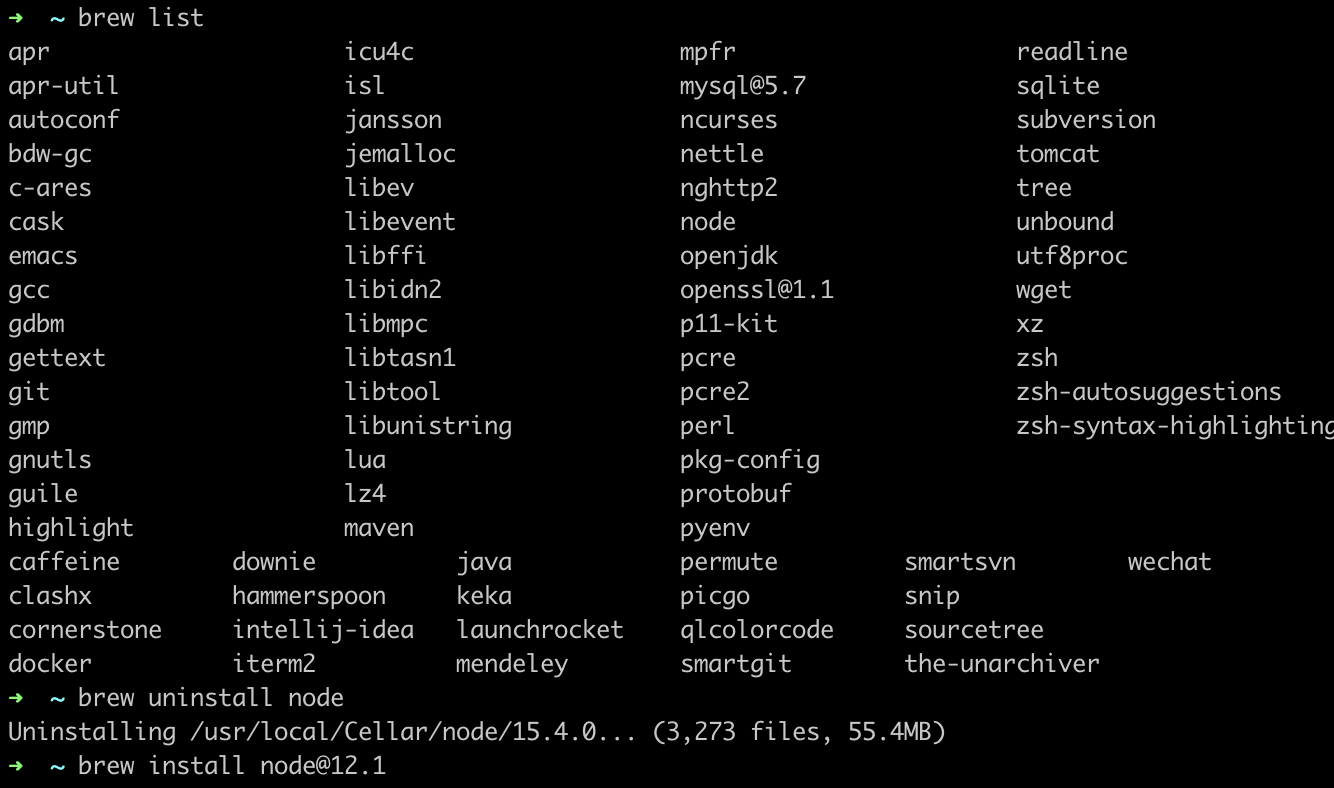 ➜ ~ brew list
apr icu4c mpfr readline
apr-util isl mysql@5.7 sqlite
autoconf jansson ncurses subversion
bdw-gc jemalloc nettle tomcat
c-ares libev nghttp2 tree
cask libevent node unbound
emacs libffi openjdk utf8proc
gcc libidn2 openssl@1.1 wget
gdbm libmpc p11-kit xz
gettext libtasn1 pcre zsh
git libtool pcre2 zsh-autosuggestions
gmp libunistring perl zsh-syntax-highlighting
gnutls lua pkg-config
guile lz4 protobuf
highlight maven pyenv
caffeine downie java permute smartsvn wechat
clashx hammerspoon keka picgo snip
cornerstone intellij-idea launchrocket qlcolorcode sourcetree
docker iterm2 mendeley smartgit the-unarchiver
➜ ~ brew uninstall node
Uninstalling /usr/local/Cellar/node/15.4.0... (3,273 files, 55.4MB)
➜ ~ brew install node@12.1